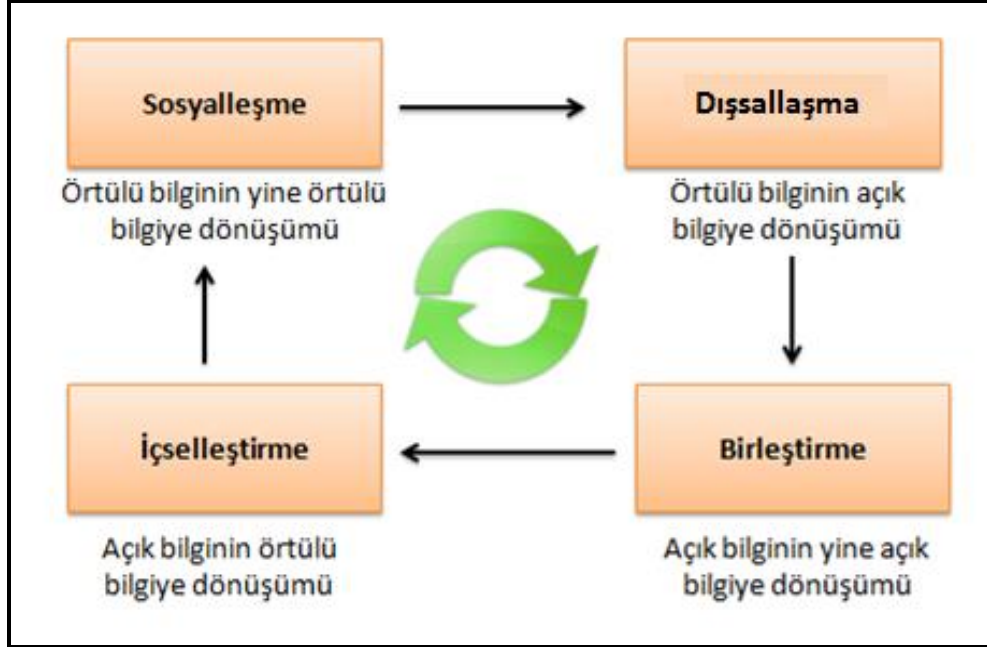 Sosyalleşme
Örtülü bilginin yine örtülü
bilgiye dönüşümü
Dışsallaşma
Örtülü bilginin açık
bilgiye dönüşümü
İçselleştirme
Açık bilginin örtülü
bilgiye dönüşümü
Birleştirme
Açık bilginin yine açık
bilgiye dönüşümü